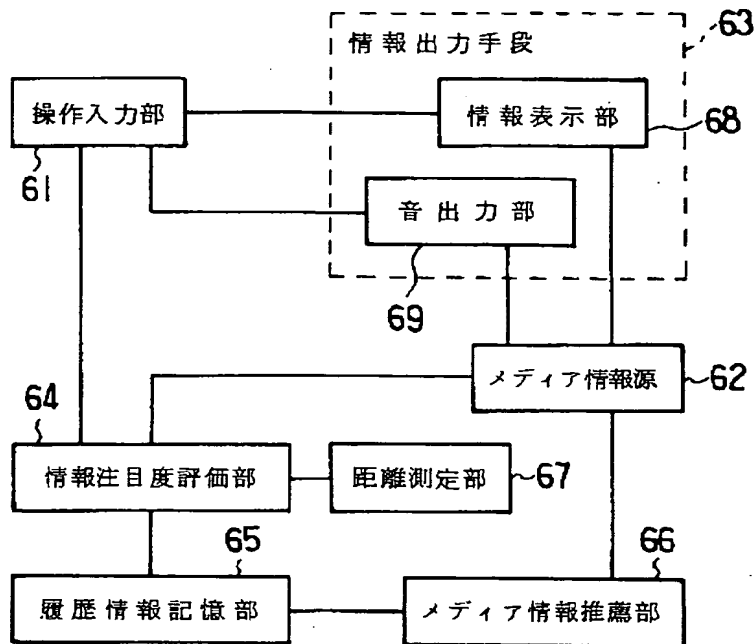 63
情報出力手段
操作入力部
情報表示部
68
61
音出力部
69
メディア情報源
62
64
情報注目度評価部
距離測定部
67
65
66
履歴情報記憶部
メディア情報推薦部